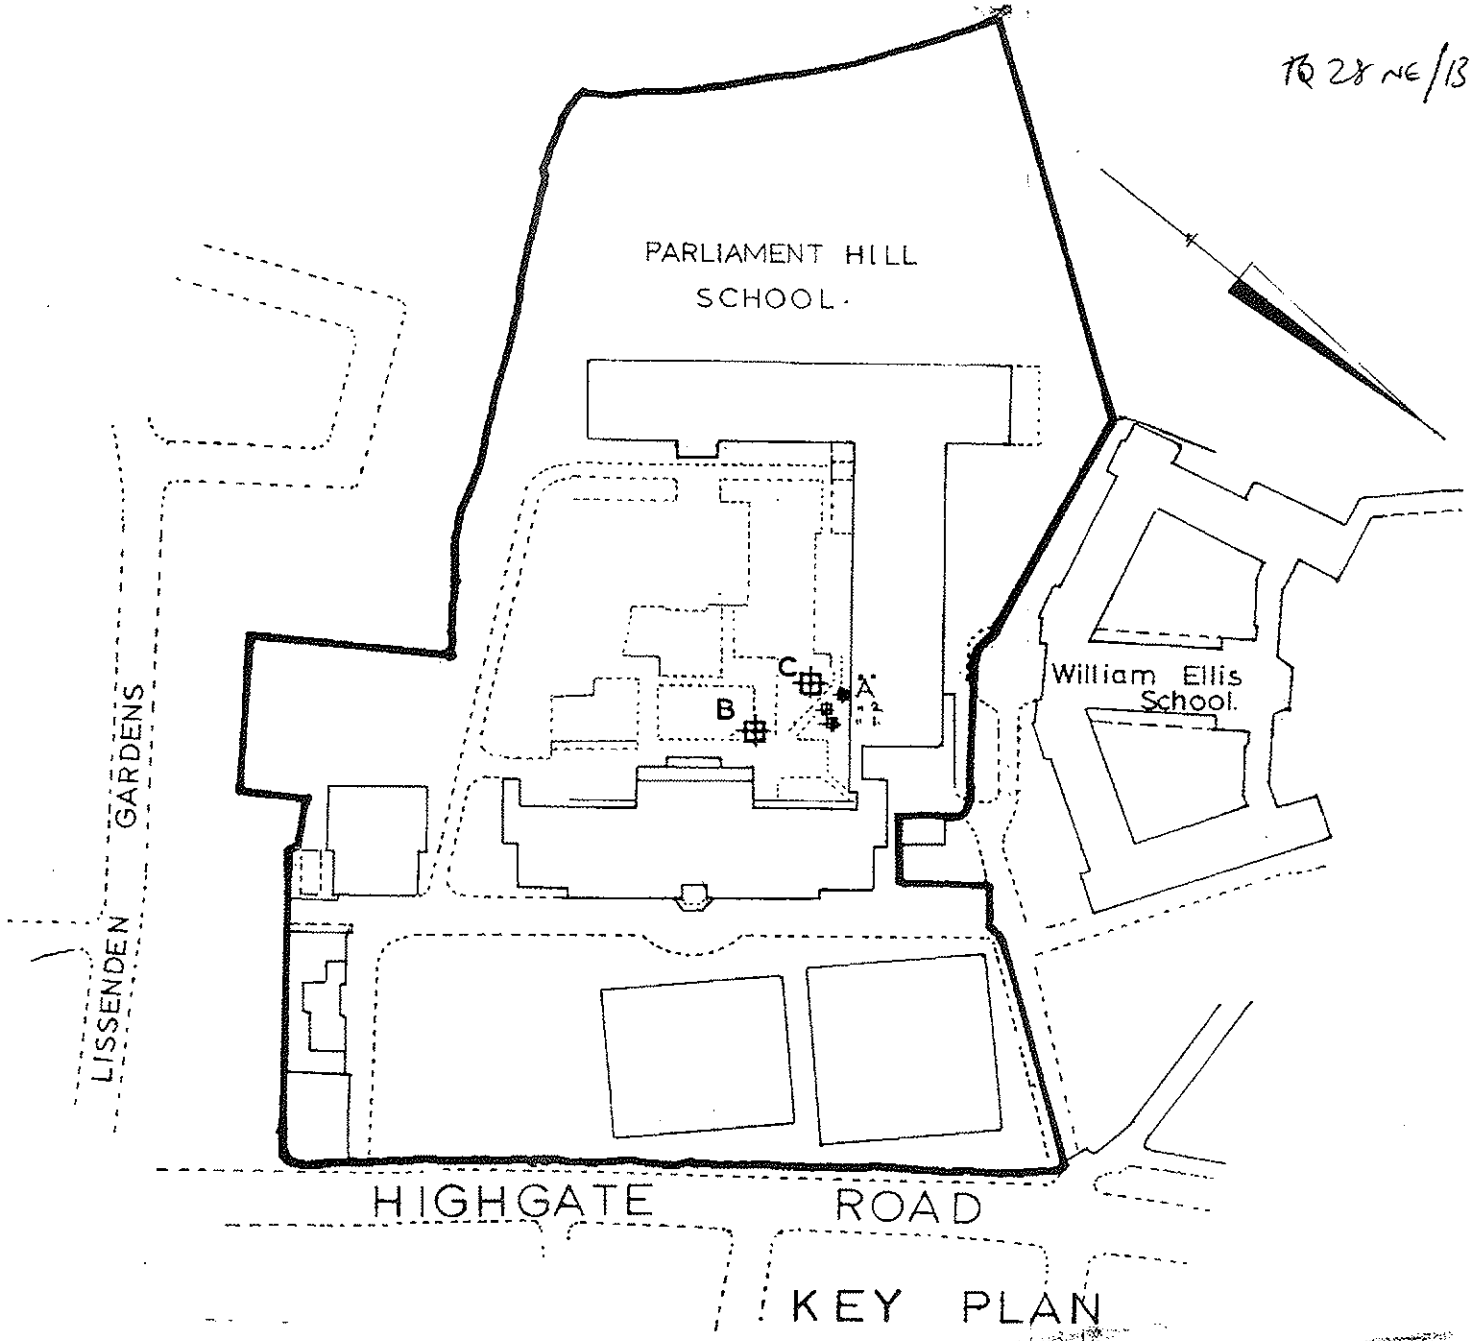 TQ 28 NE/13
PARLIAMENT HILL
SCHOOL.
C
"A"
B
William Ellis
School.
LISSENDEN GARDENS
HIGHGATE ROAD
KEY PLAN